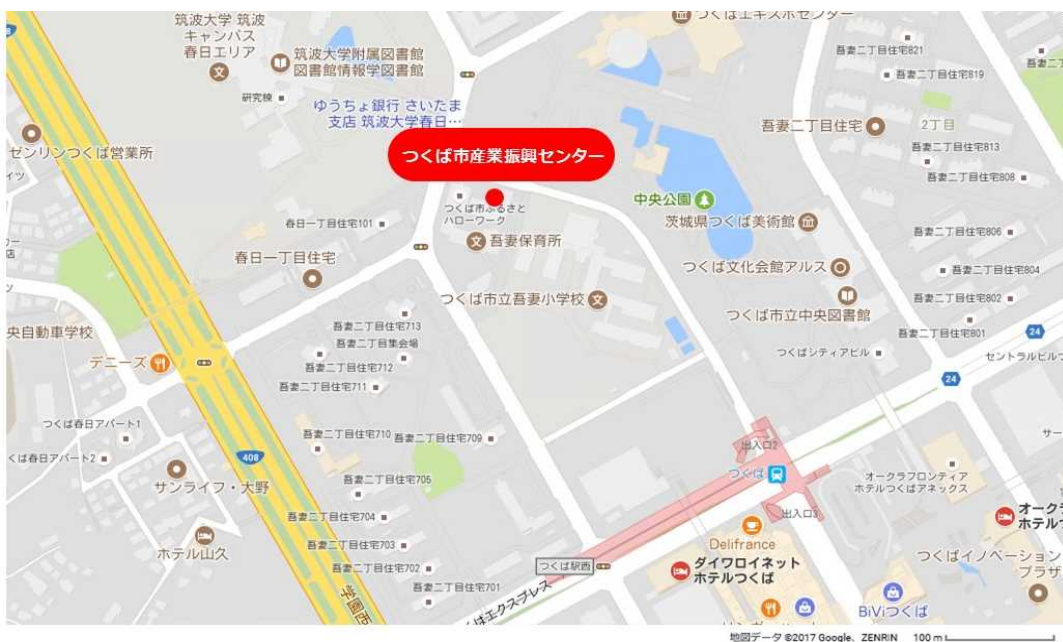 408
筑波大学 筑波
キャンパス
春日エリア
筑波大学附属図書館
図書館情報学図書館
研究棟
ゆうちょ銀行 さいたま
支店 筑波大学春日…
つくばエキスポセンター
吾妻二丁目住宅821
吾妻二丁目住宅819
吾妻二丁
ゼンリンつくば営業所
イツ
つくば市産業振興センター
吾妻二丁目住宅
2丁目
吾妻二丁目住宅813
吾妻二丁目住宅808
中央公園
つくば市ふるさと
ハローワーク
春日一丁目住宅101
茨城県つくば美術館
吾妻二丁目住宅806
カー
店
吾妻保育所
春日一丁目住宅
つくば文化会館アルス
吾妻二丁目住宅804
ツ
つくば市立吾妻小学校
吾妻二丁目住宅802
つくば市立中央図書館
央自動車学校
吾妻二丁目住宅713
吾妻二丁目集会場
吾妻二丁目住宅801
24
デニーズ
吾妻二丁目住宅712
つくばシティアビル
セントラルビル
吾妻二丁目住宅711
24
つくば春日アパート1
吾妻二丁目住宅710
吾妻二丁目住宅709
サー
出入口2
くば春日アパート2
408
つくば
サンライフ・大野
吾妻二丁目住宅705
オークラフロンティア
ホテルつくばアネックス
吾妻二丁目住宅704
出入口3
オークラ
ホテルつ
Delifrance
ホテル山久
吾妻二丁目住宅703
吾妻二丁目住宅702
つくば駅西
ダイワロイネット
ホテルつくば
つくばイノベーション
プラザ
吾妻二丁目住宅701
学園西
くばエクスプレス
BiViつくば
地図データ ©2017 Google、ZENRIN 100 m